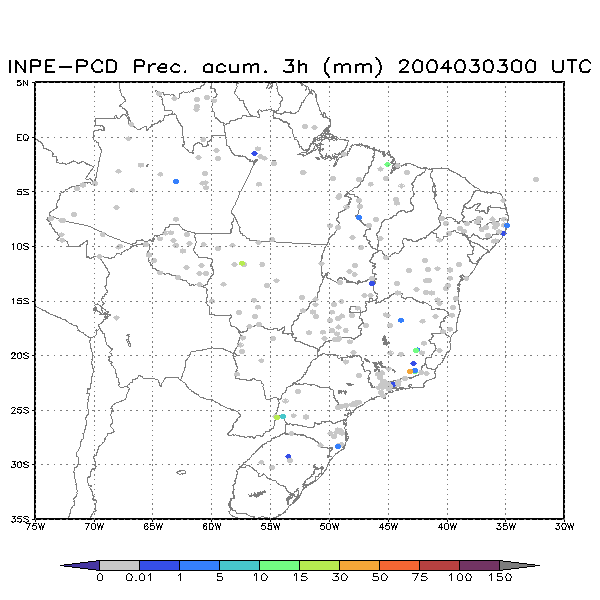 INPE-PCD Prec. acum. 3h (mm) 2004030300 UTC
5N
EQ
5S
10S
15S
20S
25S
30S
35S
75W 70W 65W 60W 55W 50W 45W 40W 35W 30W
0 0.01 1 5 10 15 30 50 75 100 150